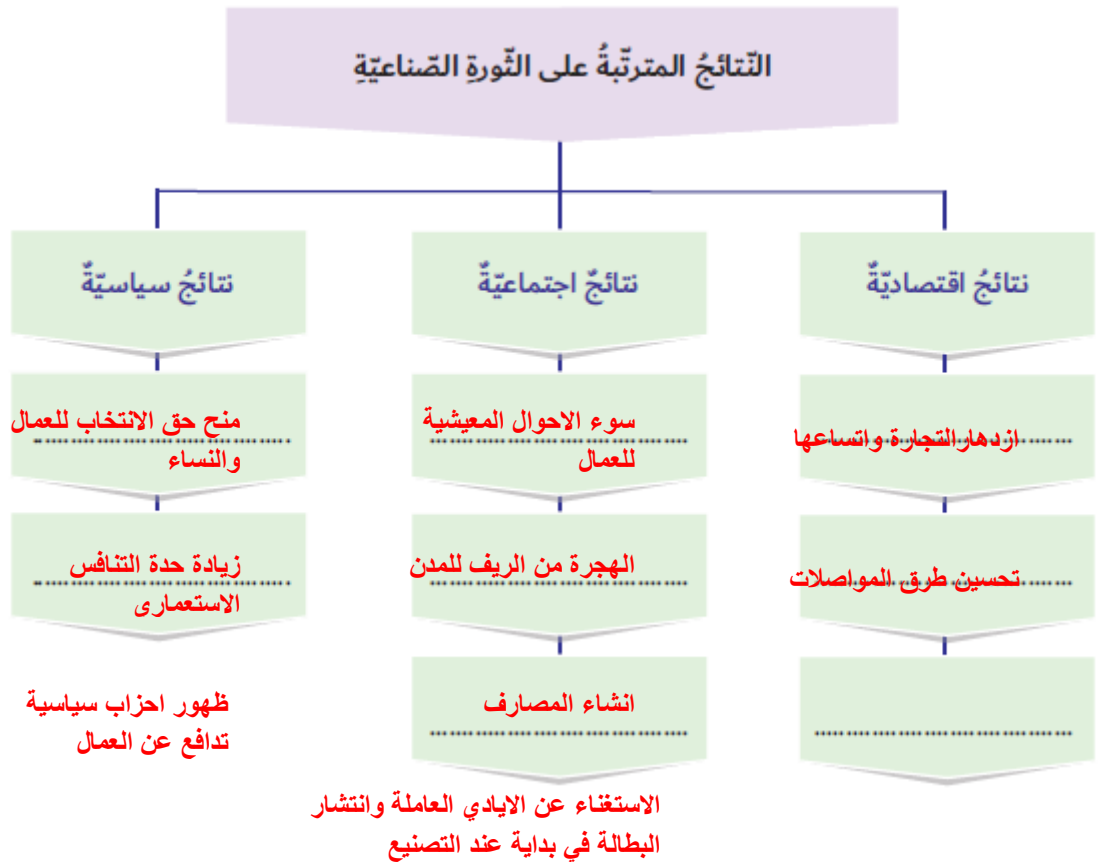 النّتائجُ المترتّبةُ على الثّورةِ الصّناعيّةِ
نتائجُ اقتصاديّةٌ
ازدهارالتجارة واتساعها
تحسين طرق المواصلات
نتائجٌ اجتماعيّةٌ
سوء الاحوال المعيشية
للعمال
الهجرة من الريف للمدن
انشاء المصارف
الاستغناء عن الايادي العاملة وانتشار
البطالة في بداية عند التصنيع
نتائجُ سياسيّةٌ
منح حق الانتخاب للعمال
والنساء
زيادة حدة التنافس
الاستعمارى
ظهور احزاب سياسية
تدافع عن العمال